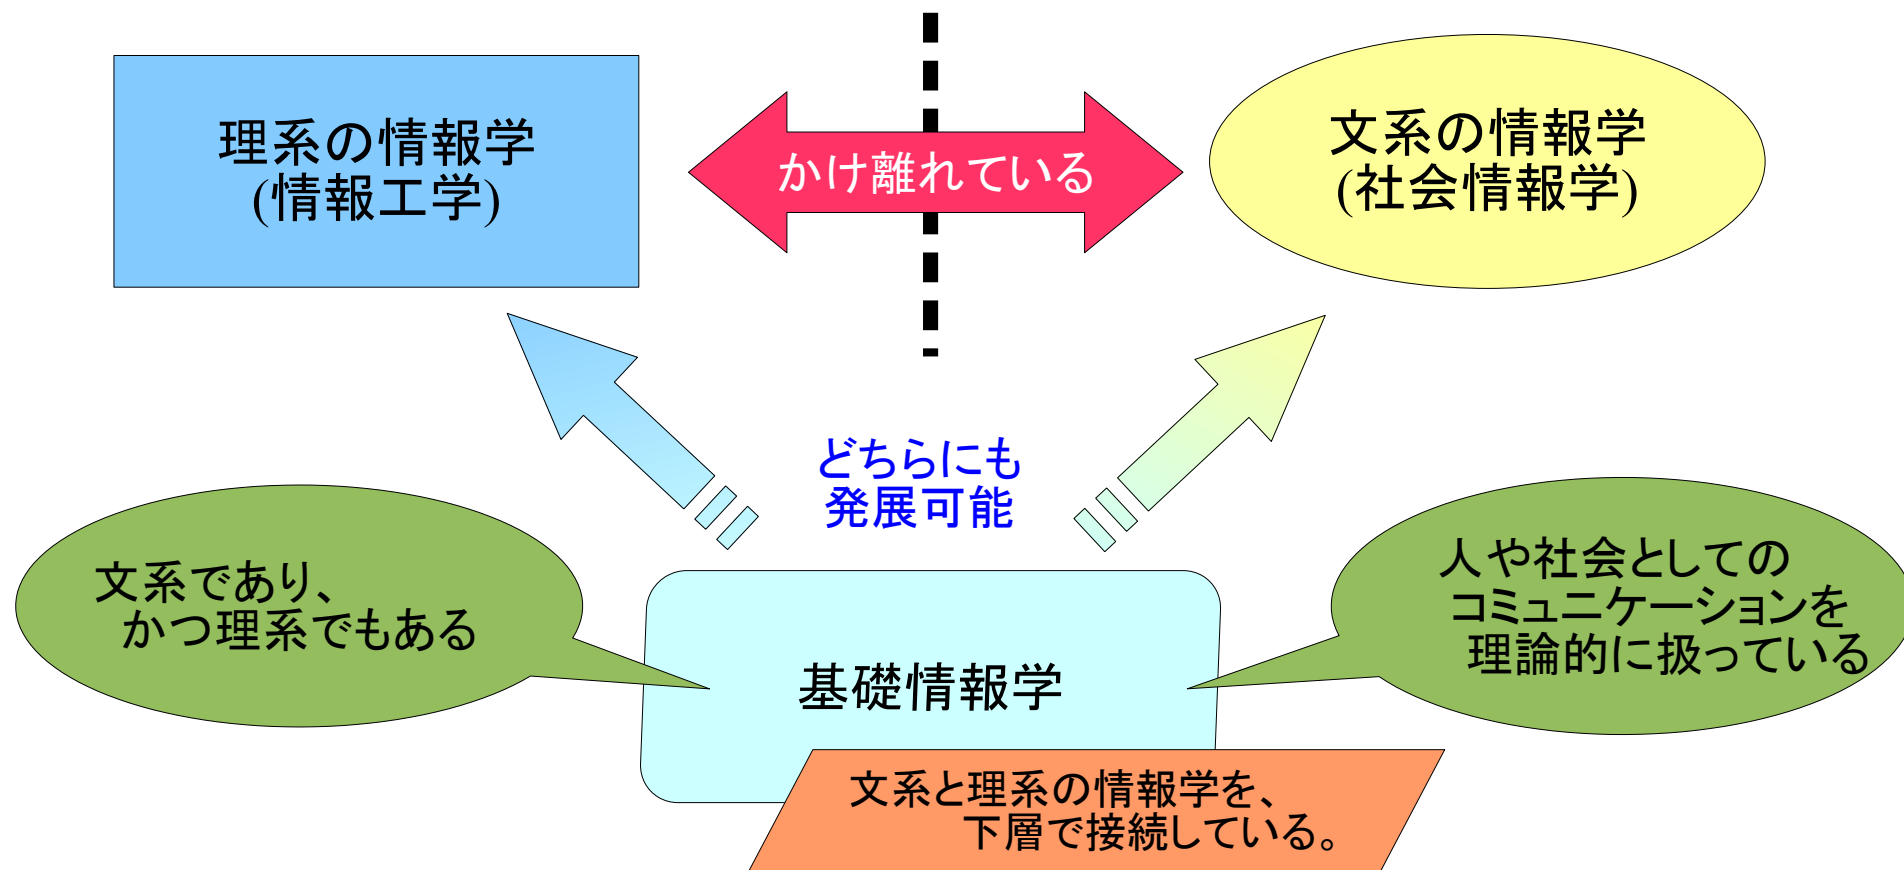 理系の情報学
(情報工学)
かけ離れている
文系の情報学
(社会情報学)
どちらにも
発展可能
文系であり、
かつ理系でもある
人や社会としての
コミュニケーションを
理論的に扱っている
基礎情報学
文系と理系の情報学を、
下層で接続している。